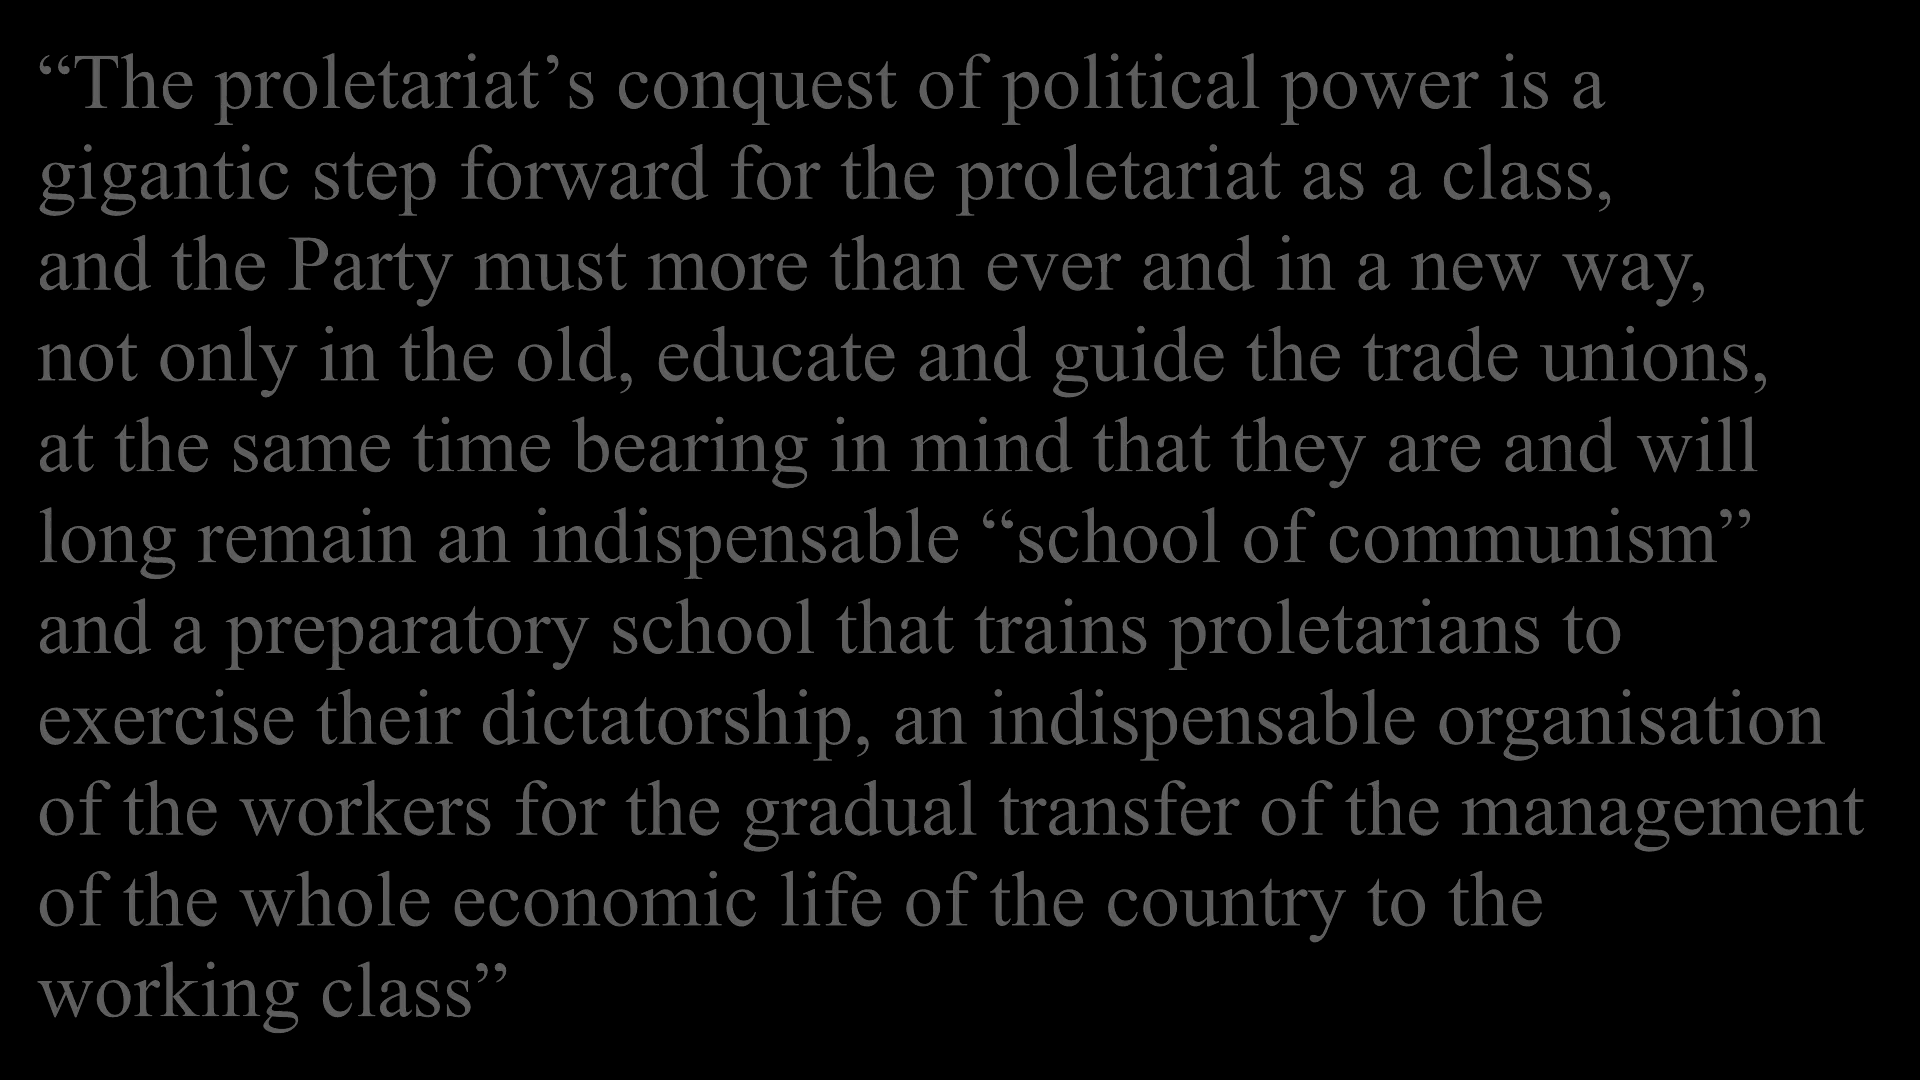 “The proletariat’s conquest of political power is a
gigantic step forward for the proletariat as a class,
and the Party must more than ever and in a new way,
not only in the old, educate and guide the trade unions,
at the same time bearing in mind that they are and will
long remain an indispensable “school of communism”
and a preparatory school that trains proletarians to
exercise their dictatorship, an indispensable organisation
of the workers for the gradual transfer of the management
of the whole economic life of the country to the
working class”